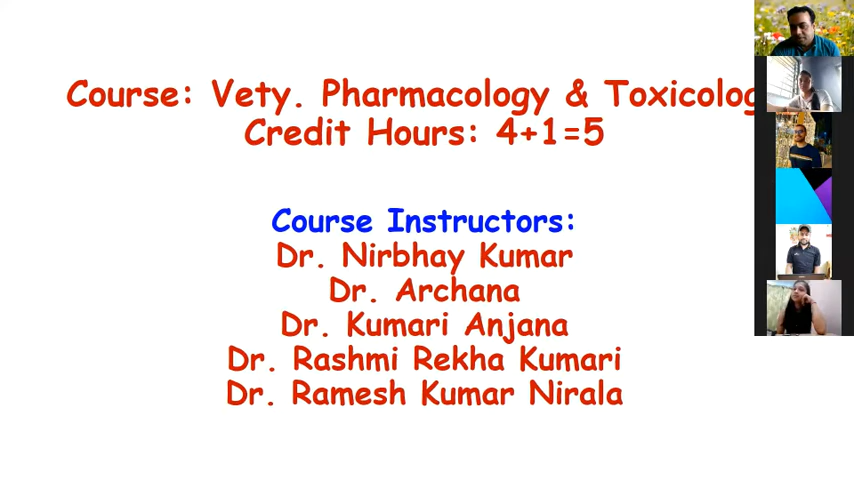 Course: Vety. Pharmacology & Toxicolog
Credit Hours: 4+1=5
Course Instructors:
Dr. Nirbhay Kumar
Dr. Archana
Dr. Kumari Anjana
Dr. Rashmi Rekha Kumari
Dr. Ramesh Kumar Nirala